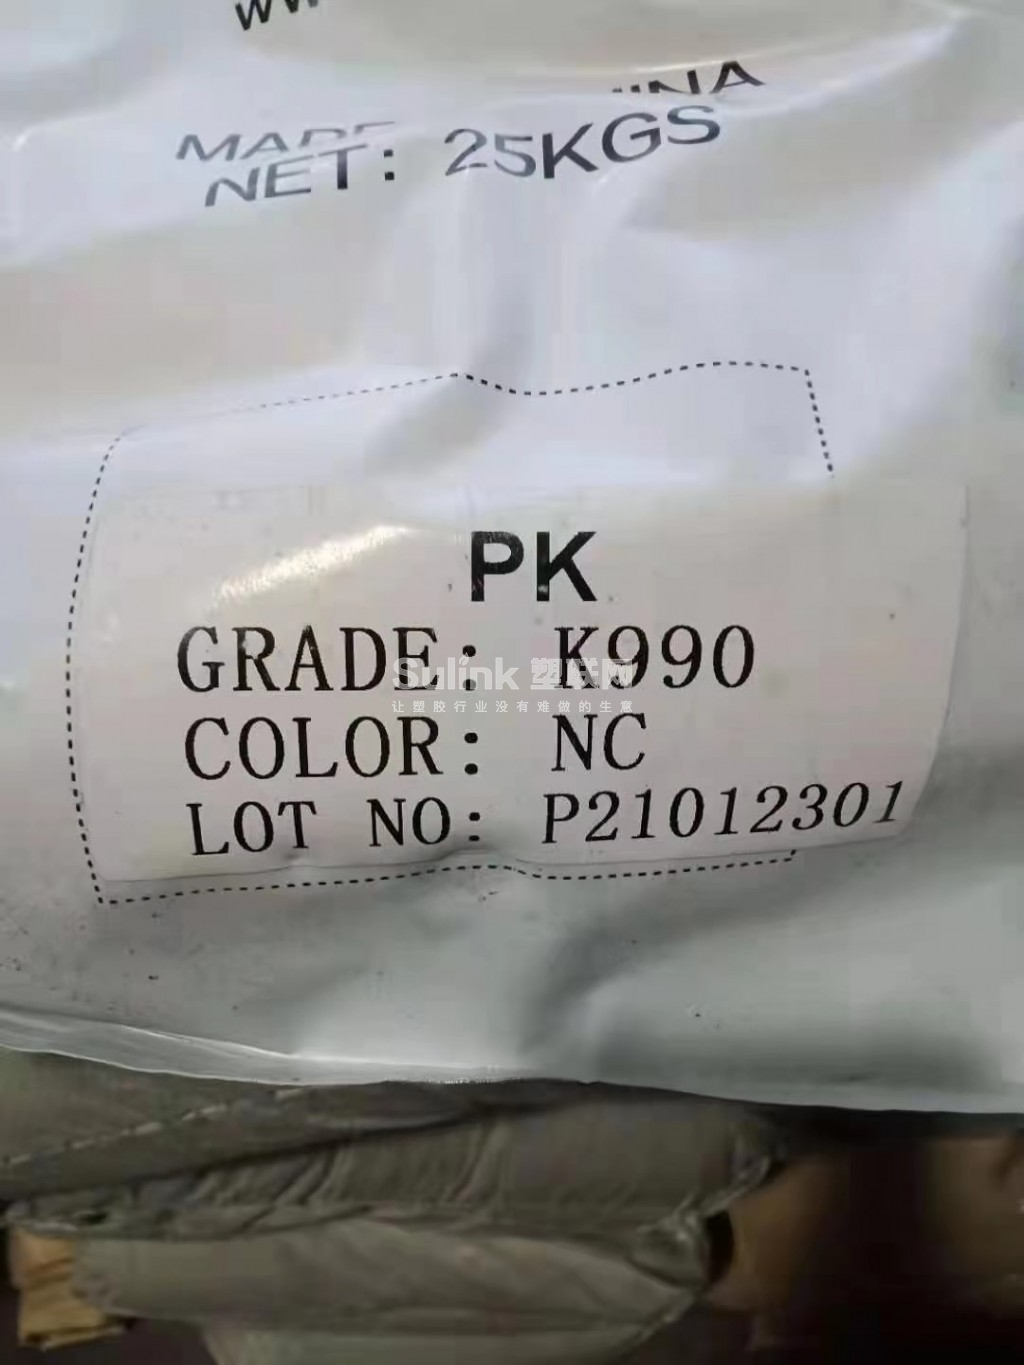 NET: 25KGS
PK
GRADE: K990
COLOR: NC
LOT NO: P21012301
Sulink 塑联网
让塑胶行业没有难做的生意